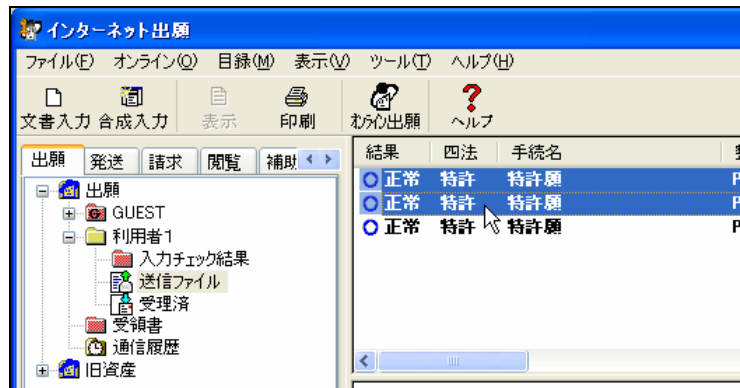 インターネット出願
ファイル(F) オンライン(O) 目録(M) 表示(V) ツール(T) ヘルプ(H)
文書入力 合成入力 表示 印刷 オンライン出願 ヘルプ
出願 発送 請求 閲覧 補助
出願
GUEST
利用者1
入力チェック結果
送信ファイル
受理済
受領書
通信履歴
旧資産
結果 四法 手続名
正常 特許 特許願 P
正常 特許 特許願 P
正常 特許 特許願 P